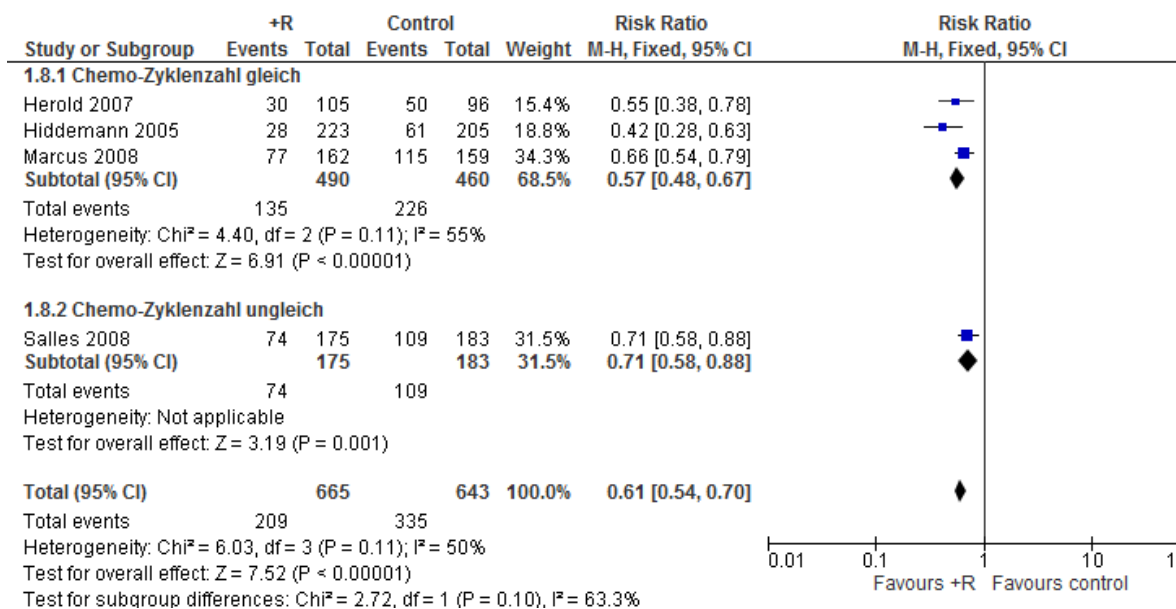 +R Control Risk Ratio Risk Ratio
Study or Subgroup Events Total Events Total Weight M-H, Fixed, 95% CI M-H, Fixed, 95% CI
1.8.1 Chemo-Zyklenzahl gleich
Herold 2007 30 105 50 96 15.4% 0.55 [0.38, 0.78]
Hiddemann 2005 28 223 61 205 18.8% 0.42 [0.28, 0.63]
Marcus 2008 77 162 115 159 34.3% 0.66 [0.54, 0.79]
Subtotal (95% CI) 490 460 68.5% 0.57 [0.48, 0.67]
Total events 135 226
Heterogeneity: Chi² = 4.40, df = 2 (P = 0.11); I² = 55%
Test for overall effect: Z = 6.91 (P < 0.00001)
1.8.2 Chemo-Zyklenzahl ungleich
Salles 2008 74 175 109 183 31.5% 0.71 [0.58, 0.88]
Subtotal (95% CI) 175 183 31.5% 0.71 [0.58, 0.88]
Total events 74 109
Heterogeneity: Not applicable
Test for overall effect: Z = 3.19 (P = 0.001)
Total (95% CI) 665 643 100.0% 0.61 [0.54, 0.70]
Total events 209 335
Heterogeneity: Chi² = 6.03, df = 3 (P = 0.11); I² = 50%
Test for overall effect: Z = 7.52 (P < 0.00001)
Test for subgroup differences: Chi² = 2.72, df = 1 (P = 0.10), I² = 63.3%
0.01 0.1 1 10
Favours +R Favours control